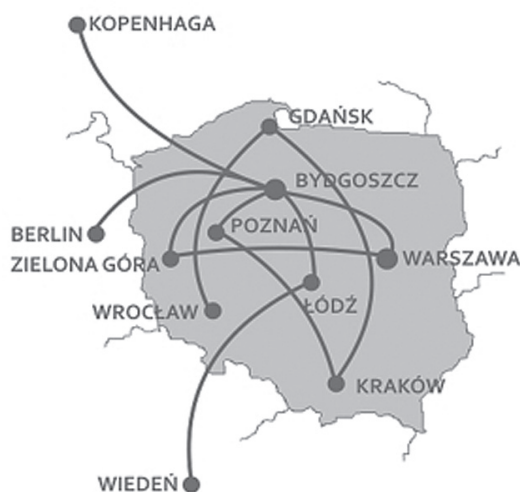 KOPENHAGA
GDAŃSK
BYDGOSZCZ
POZNAŃ
BERLIN
WARSZAWA
ZIELONA GÓRA
ŁÓDŹ
WROCŁAW
KRAKÓW
WIEDEŃ